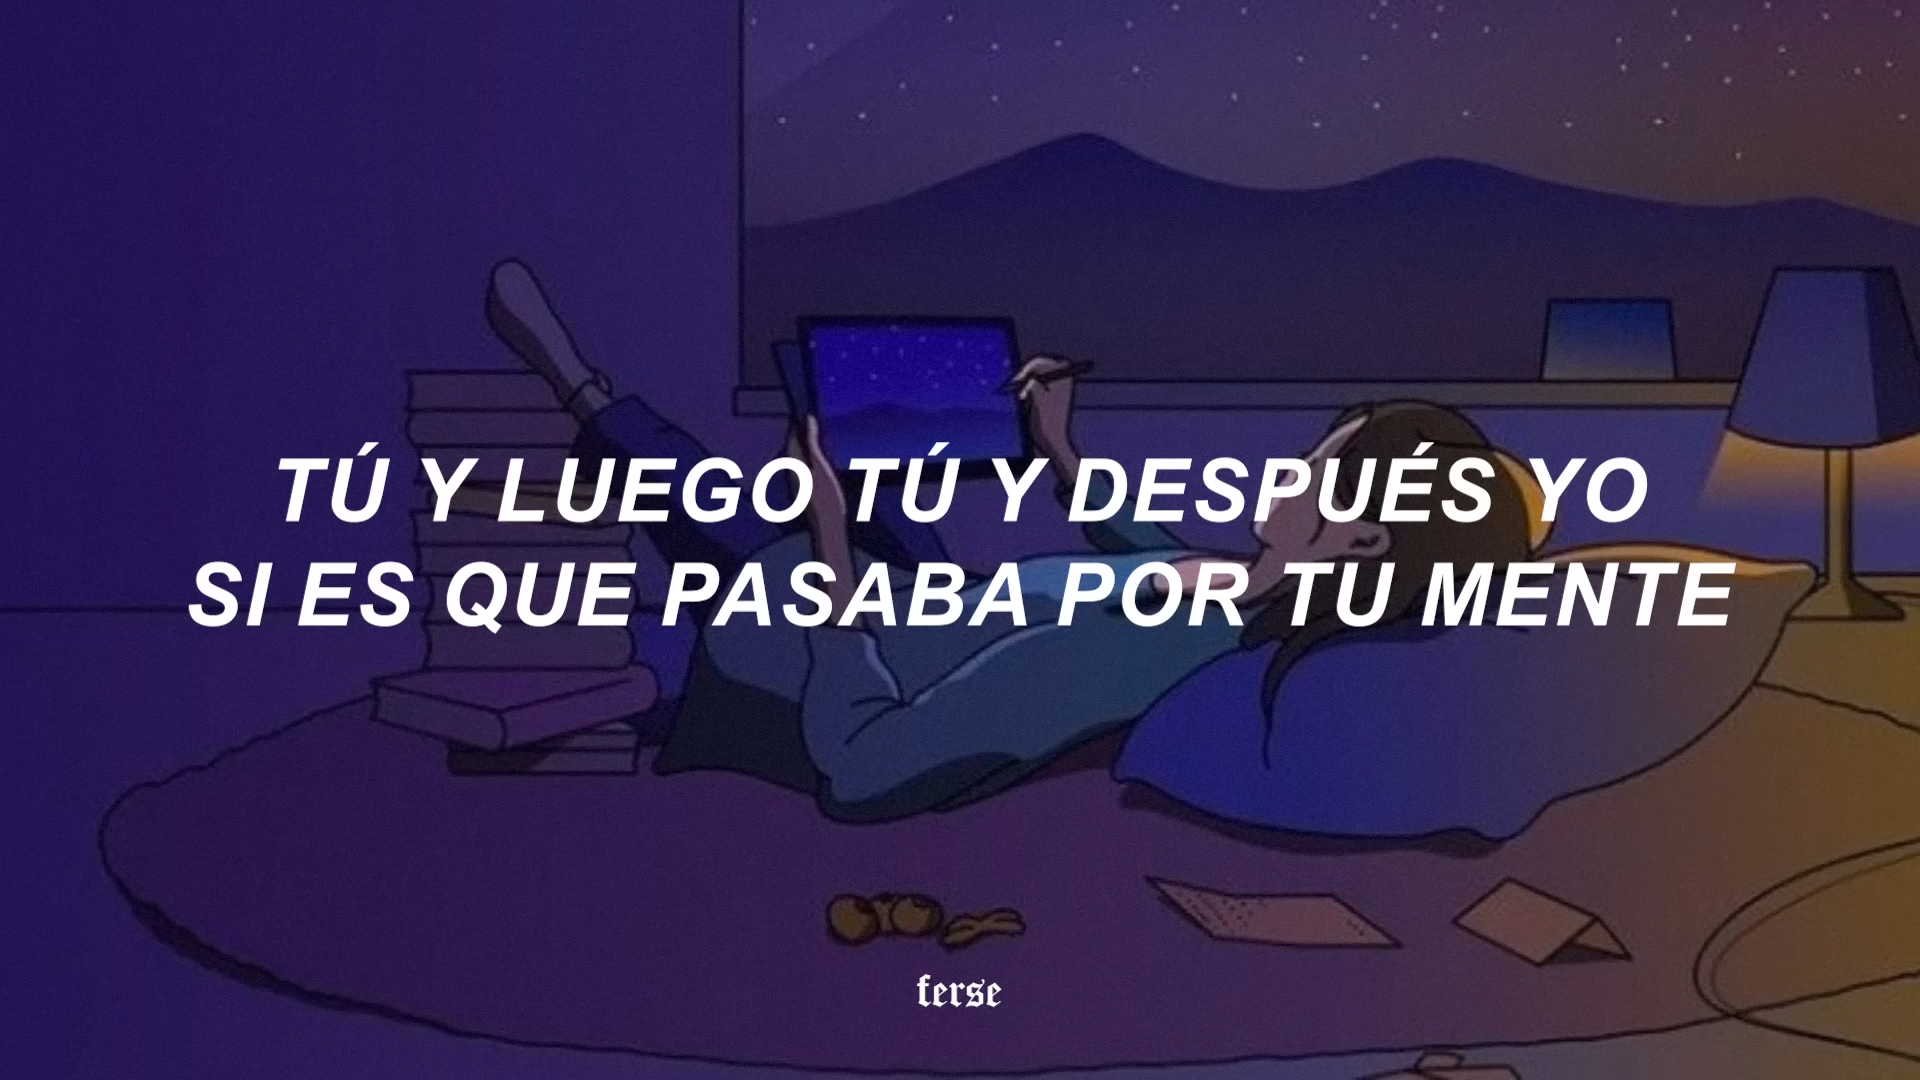 TÚ Y LUEGO TÚ Y DESPUÉS YO
SI ES QUE PASABA POR TU MENTE
ferse